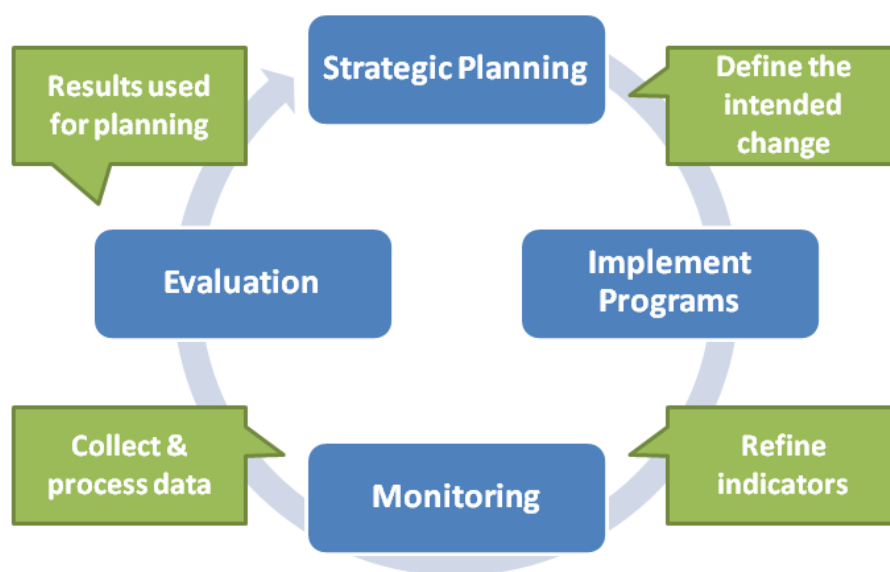 Strategic Planning
Define the
intended
change
Implement
Programs
Refine
indicators
Monitoring
Collect &
process data
Evaluation
Results used
for planning